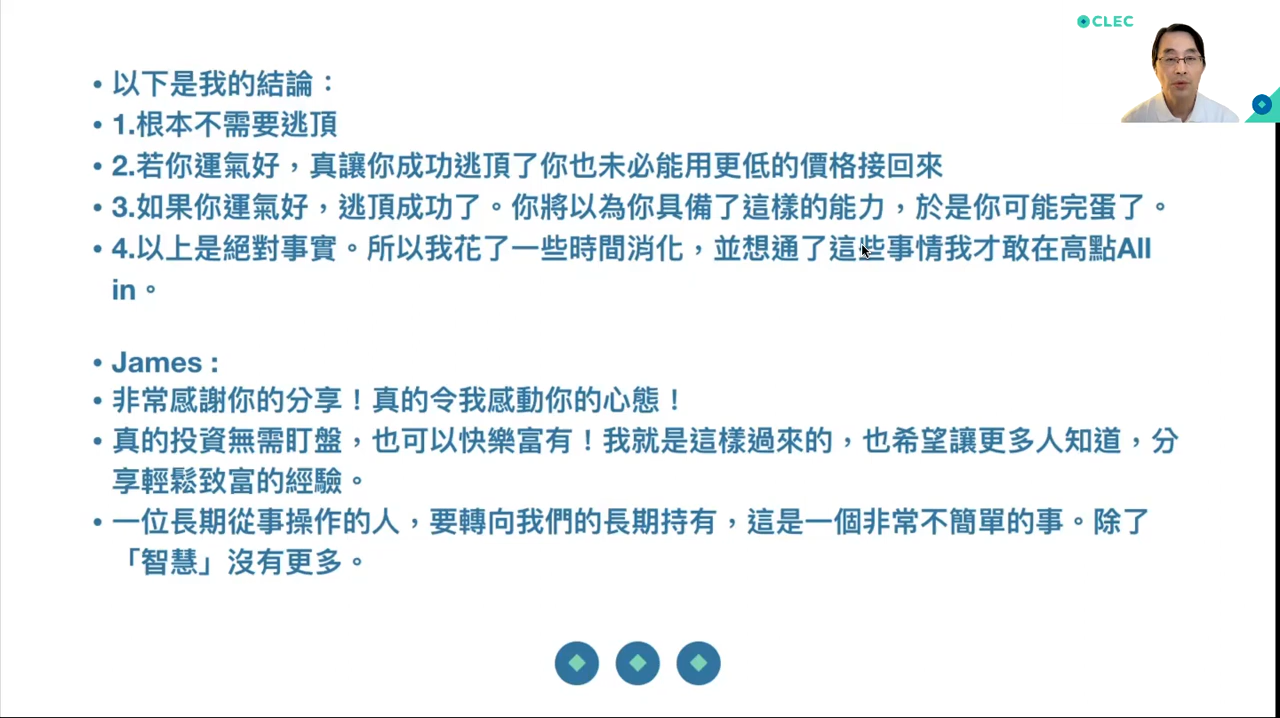 CLEC
• 以下是我的結論：
• 1.根本不需要逃頂
• 2.若你運氣好，真讓你成功逃頂了你也未必能用更低的價格接回來
• 3.如果你運氣好，逃頂成功了。你將以為你具備了這樣的能力，於是你可能完蛋了。
• 4.以上是絕對事實。所以我花了一些時間消化，並想通了這些事情我才敢在高點All
in。
• James :
• 非常感謝你的分享！真的令我感動你的心態！
• 真的投資無需盯盤，也可以快樂富有！我就是這樣過來的，也希望讓更多人知道，分
享輕鬆致富的經驗。
• 一位長期從事操作的人，要轉向我們的長期持有，這是一個非常不簡單的事。除了
「智慧」沒有更多。